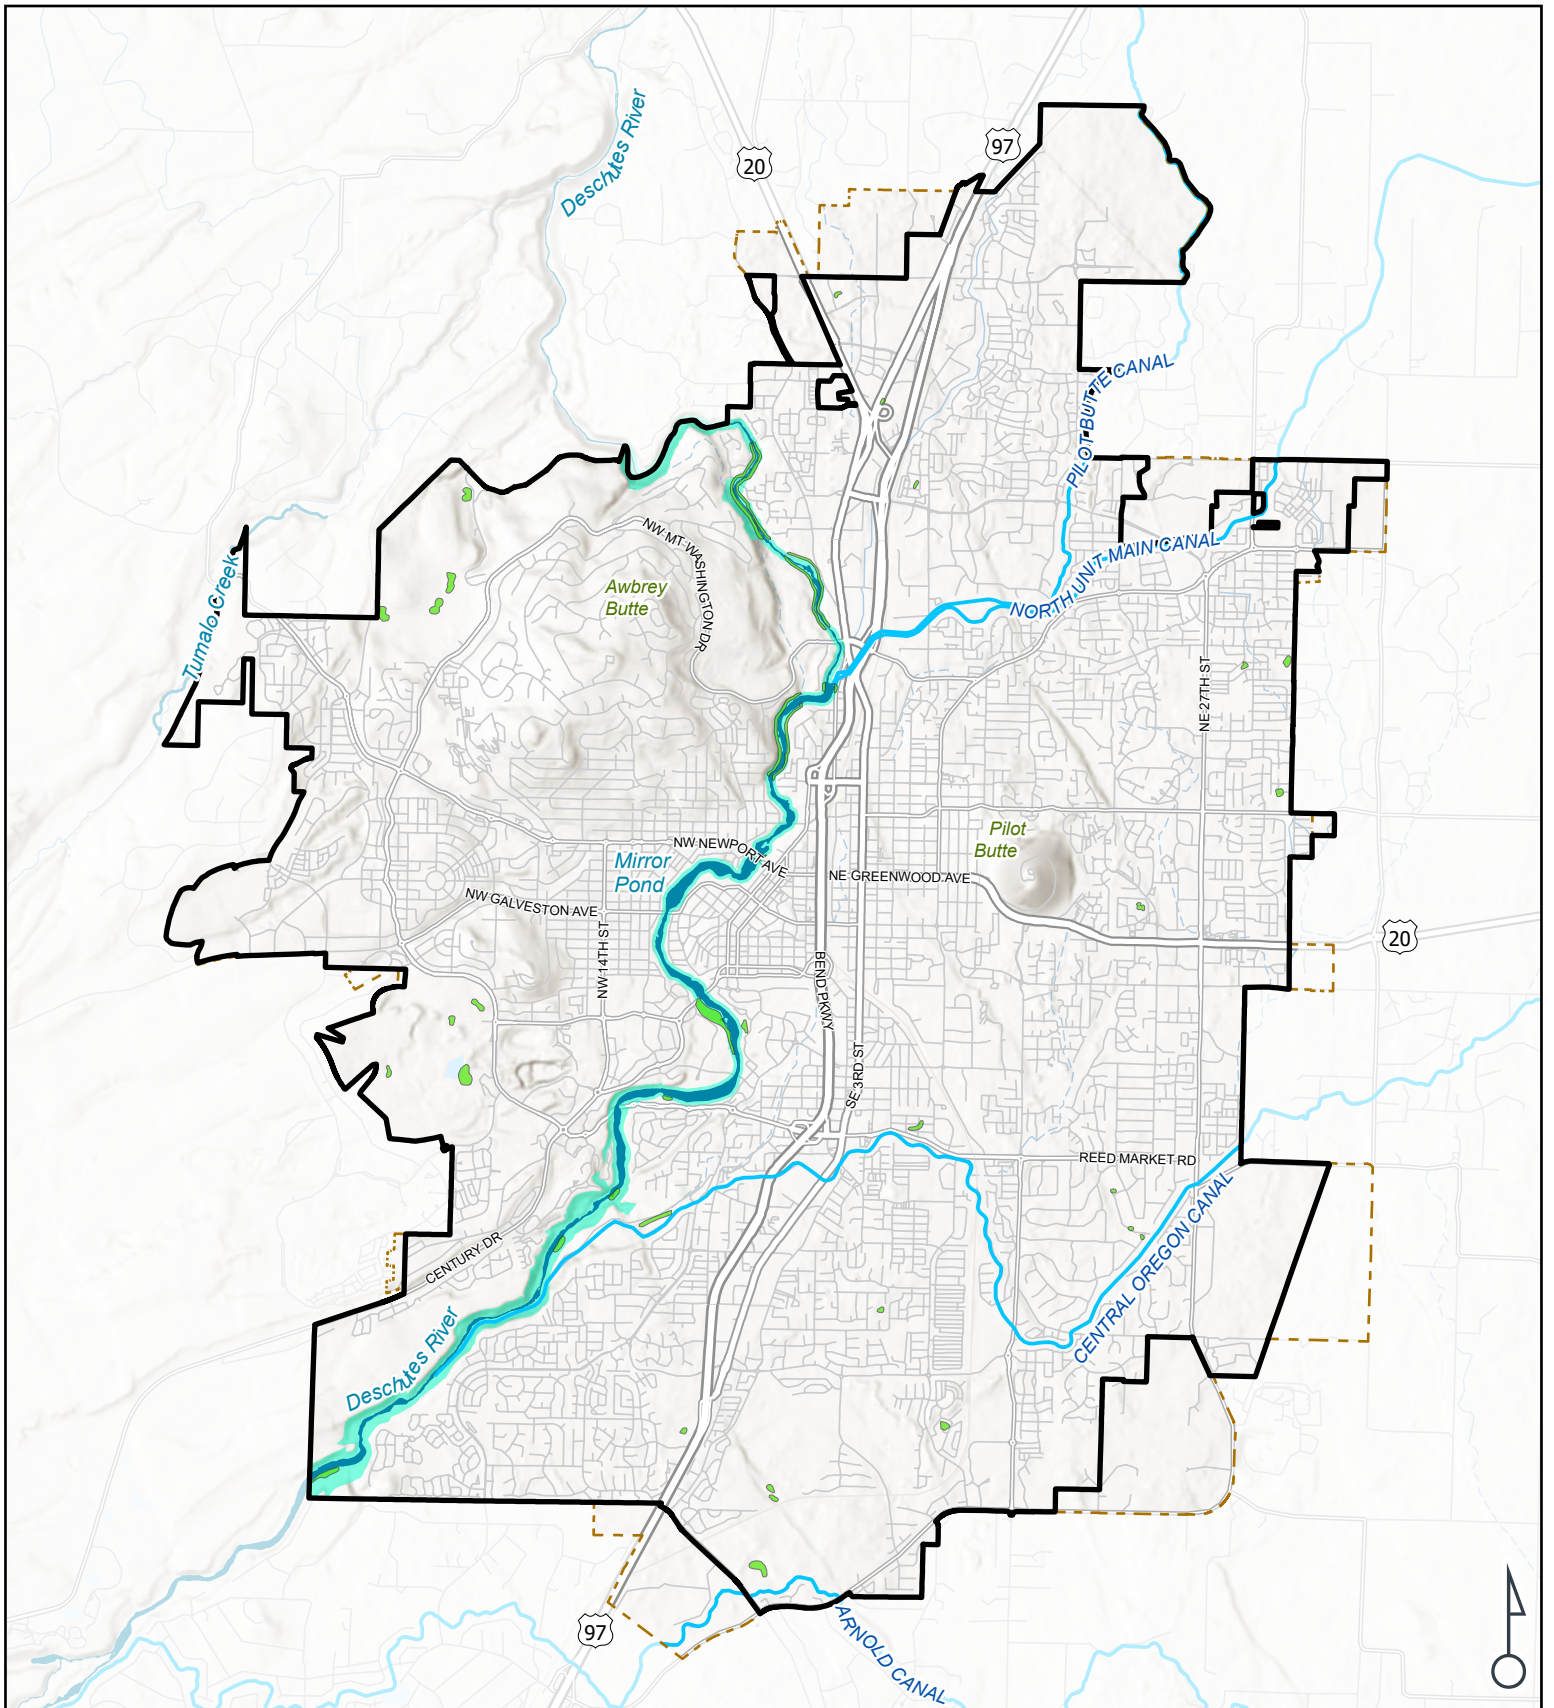 Deschutes River
20
97
PILOT BUTTE CANAL
NW MT WASHINGTON DR
Awbrey
Butte
Tumalo Creek
NORTH UNIT MAIN CANAL
NE 27TH ST
Pilot
Butte
Mirror
Pond
NW NEWPORT AVE
NE GREENWOOD AVE
NW GALVESTON AVE
NW 14TH ST
20
BEND PKWY
SE 3RD ST
REED MARKET RD
CENTRAL OREGON CANAL
CENTURY DR
Deschutes River
97
ARNOLD CANAL